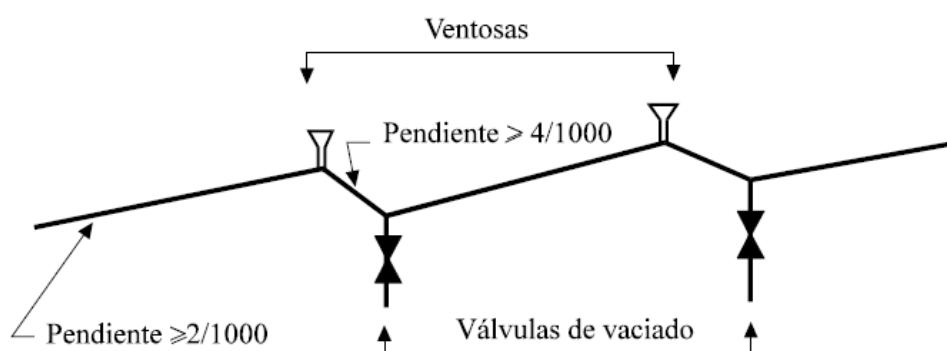 Ventosas
Pendiente ⩾ 4/1000
Pendiente ⩾2/1000
Válvulas de vaciado